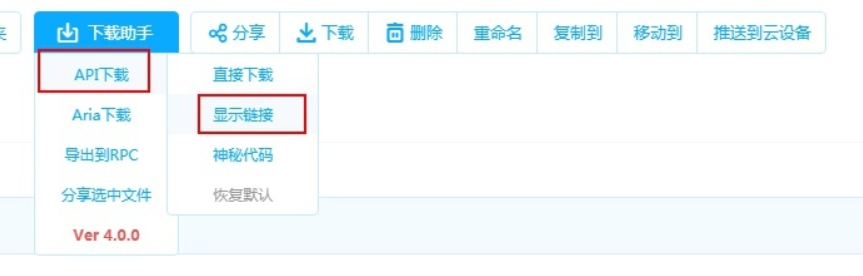 下载助手 分享 下载 删除 重命名 复制到 移动到 推送到云设备
API下载 直接下载
Aria下载 显示链接
导出到RPC 神秘代码
分享选中文件 恢复默认
Ver 4.0.0